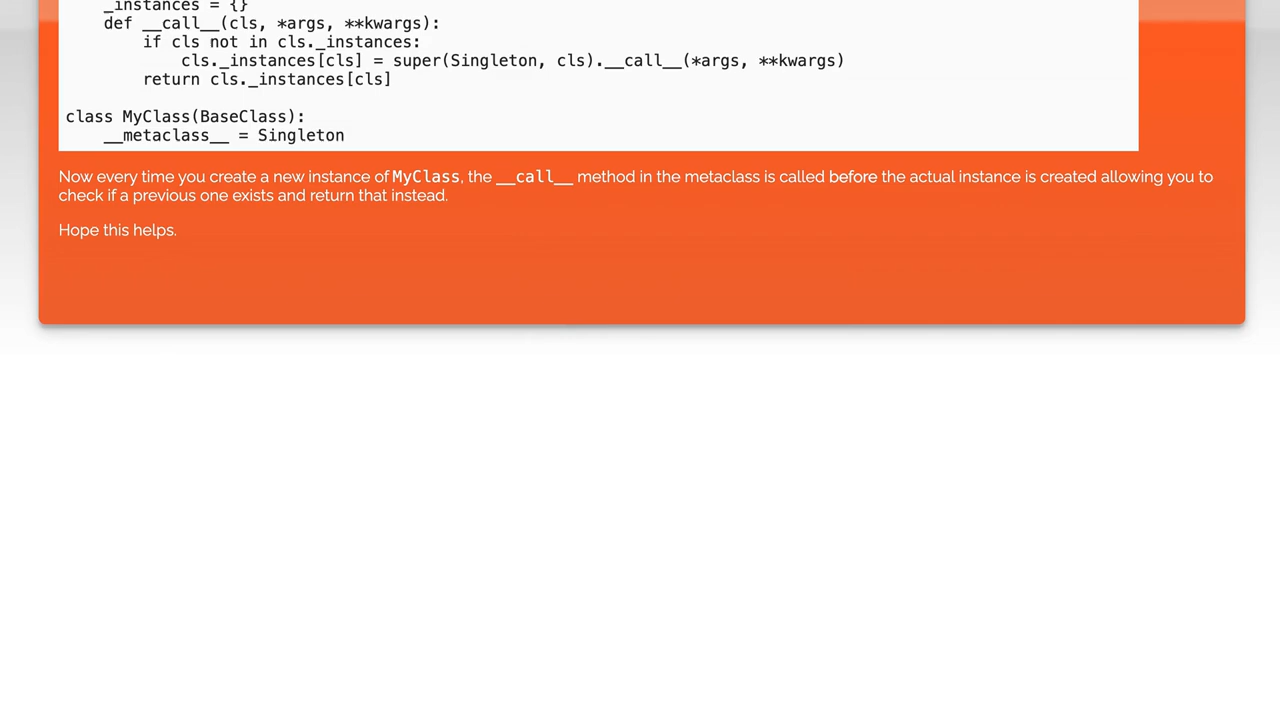 _instances = {}
def __call__(cls, *args, **kwargs):
if cls not in cls._instances:
cls._instances[cls] = super(Singleton, cls).__call__(*args, **kwargs)
return cls._instances[cls]
class MyClass(BaseClass):
__metaclass__ = Singleton
Now every time you create a new instance of MyClass, the __call__ method in the metaclass is called before the actual instance is created allowing you to
check if a previous one exists and return that instead.
Hope this helps.